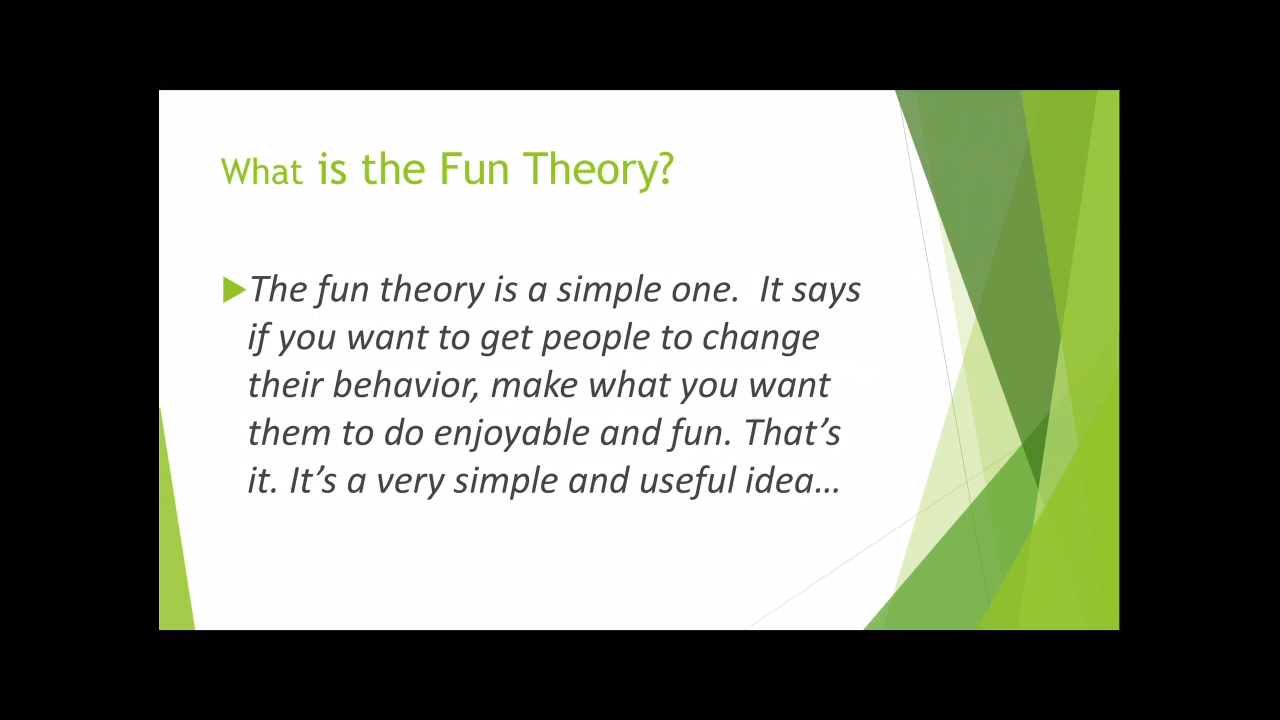 What is the Fun Theory?
The fun theory is a simple one.  It says
if you want to get people to change
their behavior, make what you want
them to do enjoyable and fun. That’s
it. It’s a very simple and useful idea…